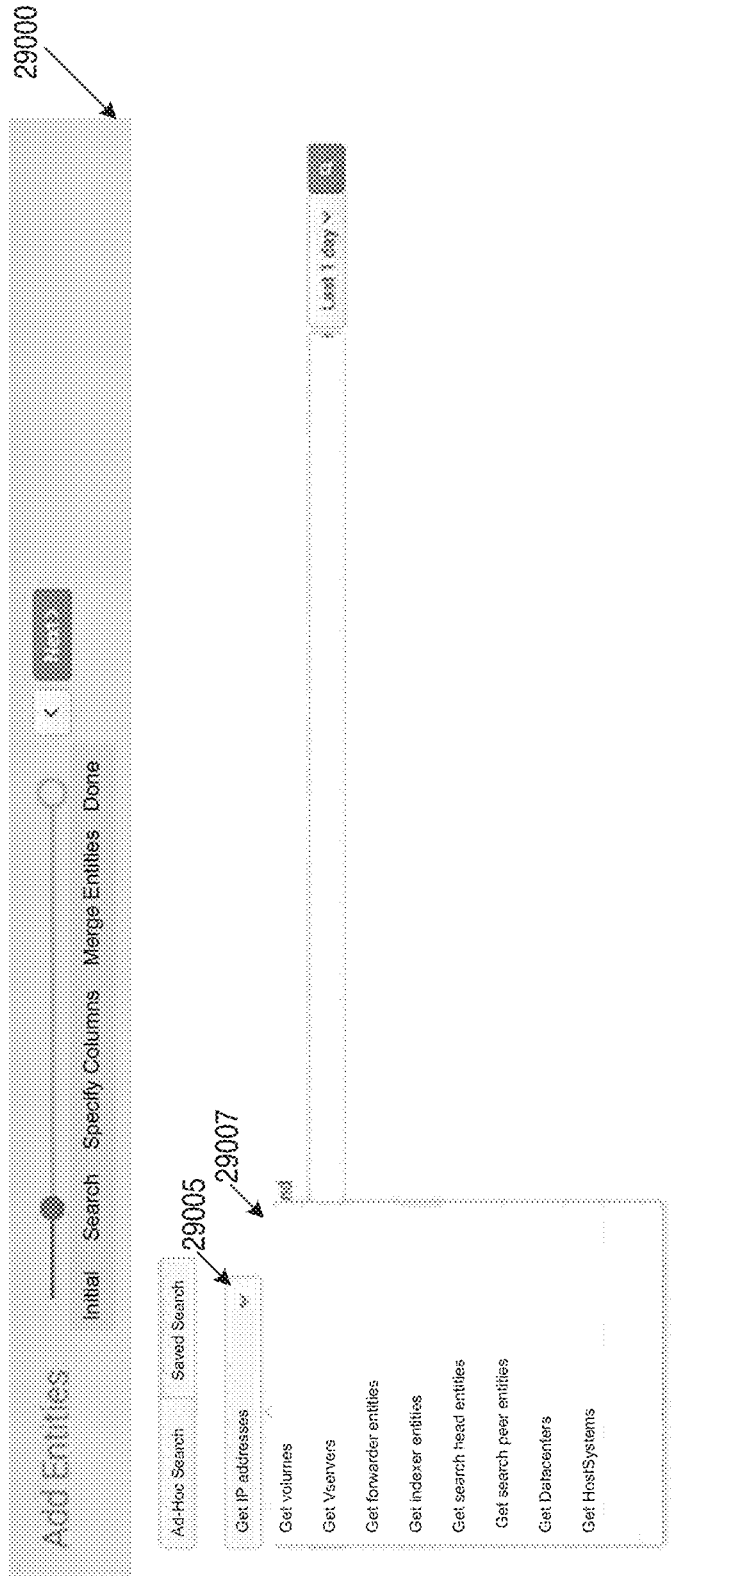 29000
Add Entities
Initial Search Specify Columns Merge Entities Done
Ad-Hoc Search Saved Search
29005
Get IP addresses
29007
Get volumes
Get Vservers
Get forwarder entities
Last 1 day
Get indexer entities
Get search head entities
Get search peer entities
Get Datacenters
Get HostSystems